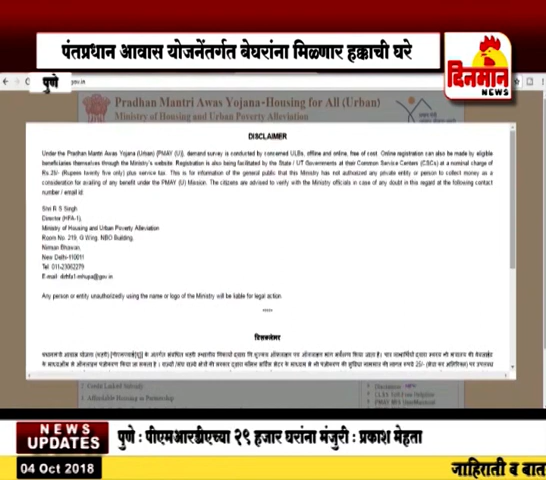 पंतप्रधान आवास योजनेंतर्गत बेघरांना मिळणार हक्काची घरे
दिनमान
NEWS
पुणे
gov.in
Pradhan Mantri Awas Yojana-Housing for All (Urban)
Ministry of Housing and Urban Poverty Alleviation
DISCLAIMER
Under the Pradhan Mantri Awas Yojana (Urban) [PMAY (U)], demand survey is conducted by concerned ULBs, offline and online, free of cost. Online registration can also be made by eligible
beneficiaries themselves through the Ministry's website. Registration is also being facilitated by the State / UT Governments at their Common Service Centers (CSCs) at a nominal charge of
Rs.25/- (Rupees twenty five only) plus service tax. This is for information of the general public that this Ministry has not authorized any private entity or person to collect money as a
consideration for availing of any benefit under the PMAY (U) Mission. The citizens are advised to verify with the Ministry officials in case of any doubt in this regard at the following contact
number / email id:
Shri R S Singh
Director (HFA-1),
Ministry of Housing and Urban Poverty Alleviation
Room No. 219, G Wing, NBO Building,
Nirman Bhawan,
New Delhi-110011
Tel: 011-23062279
Any person or entity unauthorizedly using the name or logo of the Ministry will be liable for legal action.
*****
डिसक्लेमर
Credit Linked Subsidy
Affordable Housing in Partnership
NEWS
UPDATES
पुणे : पीएमआरडीएच्या २९ हजार घरांना मंजुरी : प्रकाश मेहता
04 Oct 2018
जाहिराती व बात